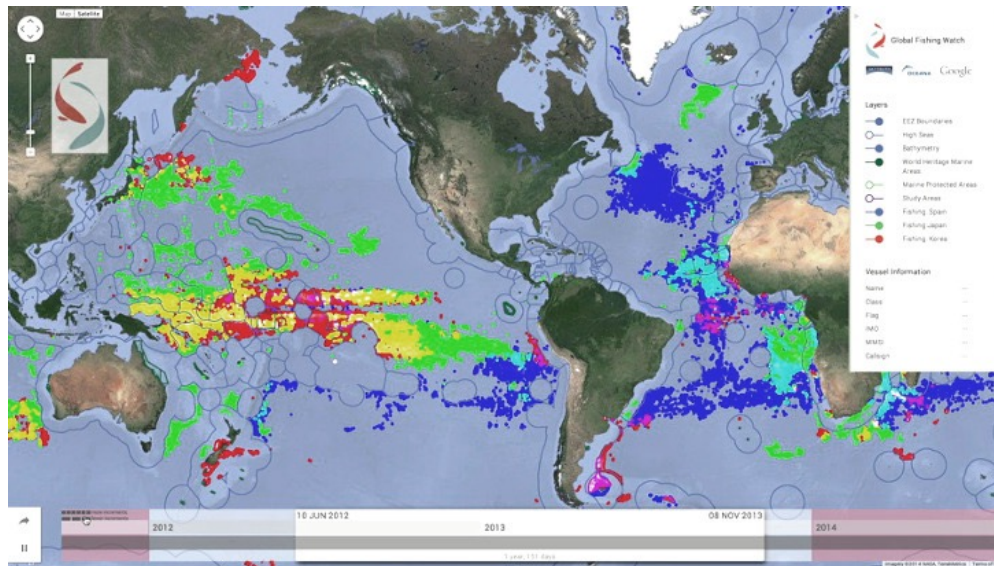 Map Satellite
Global Fishing Watch
OCEANA Google
Layers
EEZ Boundaries
High Seas
Bathymetry
World Heritage Marine
Areas
Marine Protected Areas
Study Areas
Fishing: Spain
Fishing: Japan
Fishing: Korea
Vessel Information
Name
Class
Flag
IMO
MMSI
Callsign
10 JUN 2012 08 NOV 2013
2012 2013 2014
1 year, 151 days